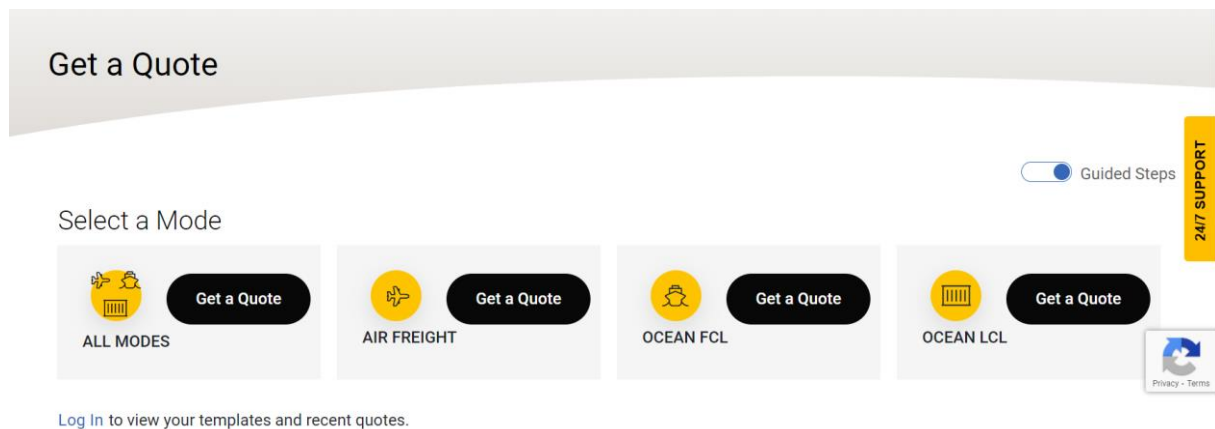 Get a Quote
Guided Steps
24/7 SUPPORT
Select a Mode
Get a Quote
ALL MODES
Get a Quote
AIR FREIGHT
Get a Quote
OCEAN FCL
Get a Quote
OCEAN LCL
Privacy - Terms
Log In to view your templates and recent quotes.